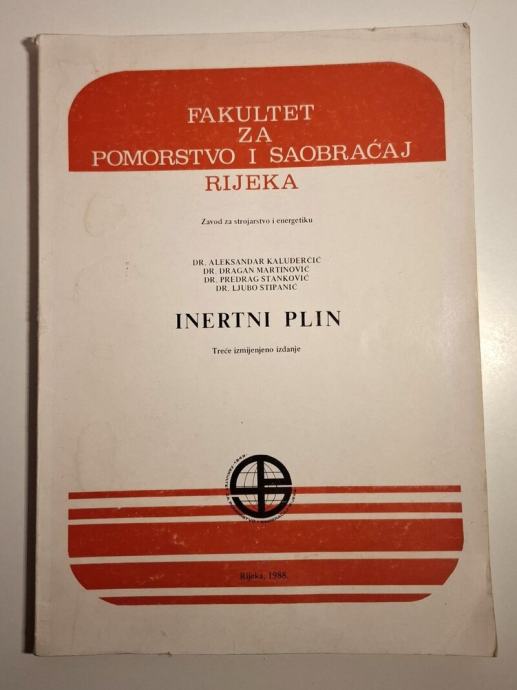 FAKULTET
ZA
POMORSTVO I SAOBRAĆAJ
RIJEKA
Zavod za strojarstvo i energetiku
DR. ALEKSANDAR KALUĐERČIĆ
DR. DRAGAN MARTINOVIĆ
DR. PREDRAG STANKOVIĆ
DR. LJUBO STIPANIĆ
INERTNI PLIN
Treće izmijenjeno izdanje
Rijeka, 1988.